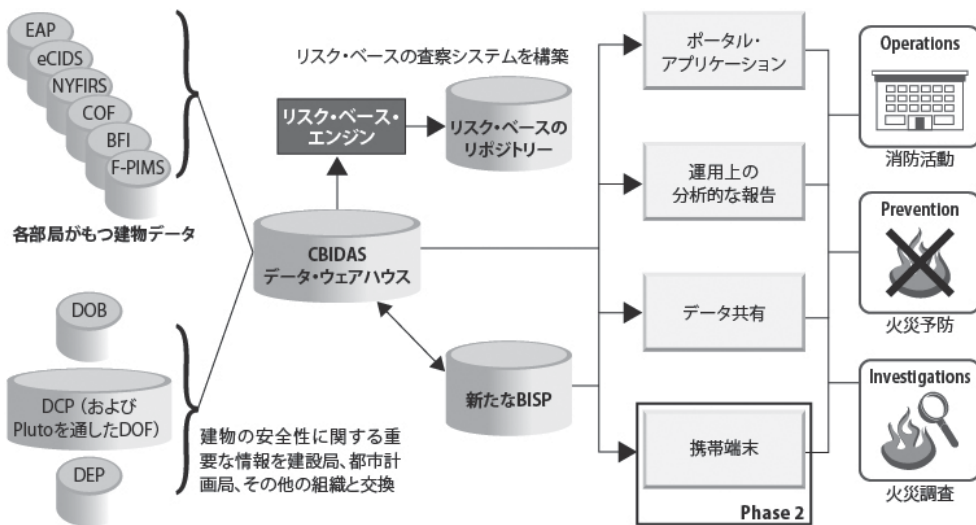 EAP
eCIDS
NYFIRS
COF
BFI
F-PIMS
各部局がもつ建物データ
DOB
DCP（および
Plutoを通したDOF）
DEP
建物の安全性に関する重
要な情報を建設局、都市計
画局、その他の組織と交換
リスク・ベースの査察システムを構築
リスク・ベース・
エンジン
リスク・ベースの
リポジトリー
CBIDAS
データ・ウェアハウス
新たなBISP
ポータル・
アプリケーション
運用上の
分析的な報告
データ共有
携帯端末
Phase 2
Operations
消防活動
Prevention
火災予防
Investigations
火災調査